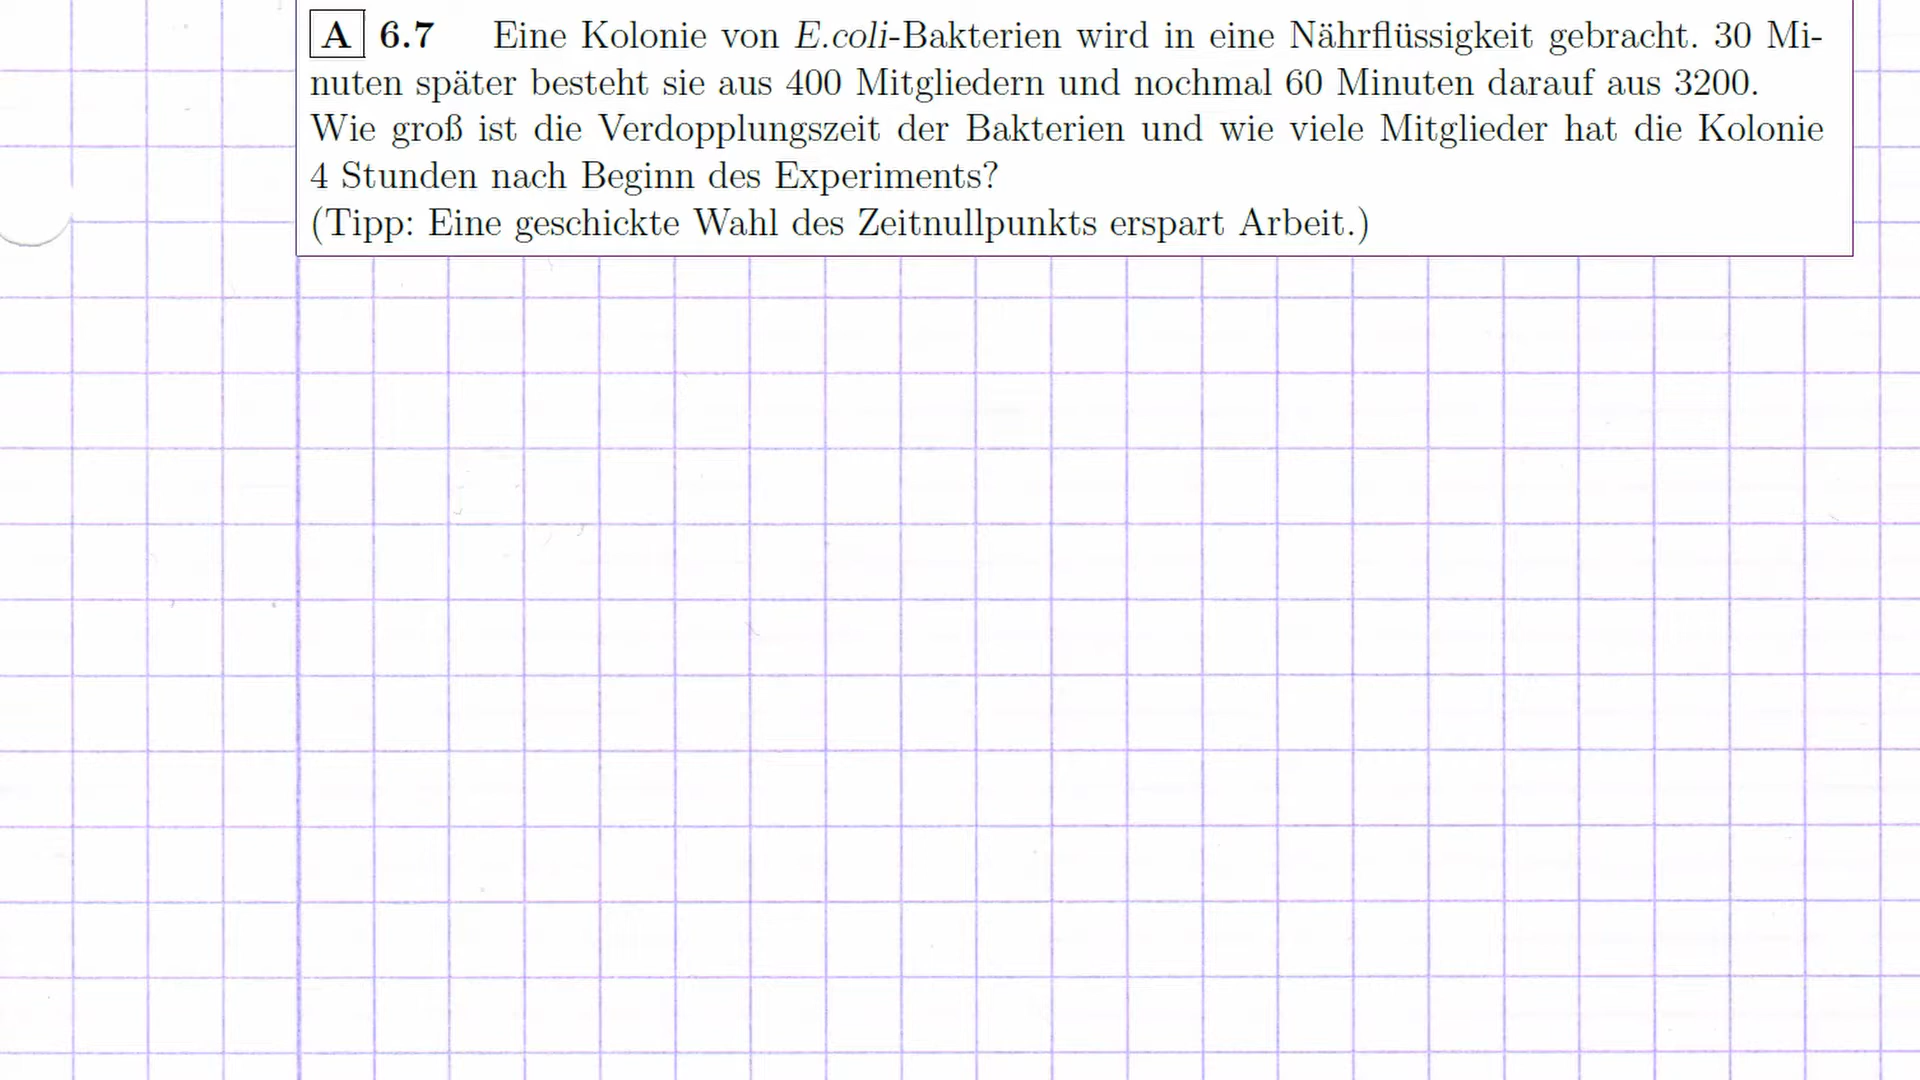 A 6.7 Eine Kolonie von E.coli-Bakterien wird in eine Nährflüssigkeit gebracht. 30 Mi-
nuten später besteht sie aus 400 Mitgliedern und nochmal 60 Minuten darauf aus 3200.
Wie groß ist die Verdopplungszeit der Bakterien und wie viele Mitglieder hat die Kolonie
4 Stunden nach Beginn des Experiments?
(Tipp: Eine geschickte Wahl des Zeitnullpunkts erspart Arbeit.)